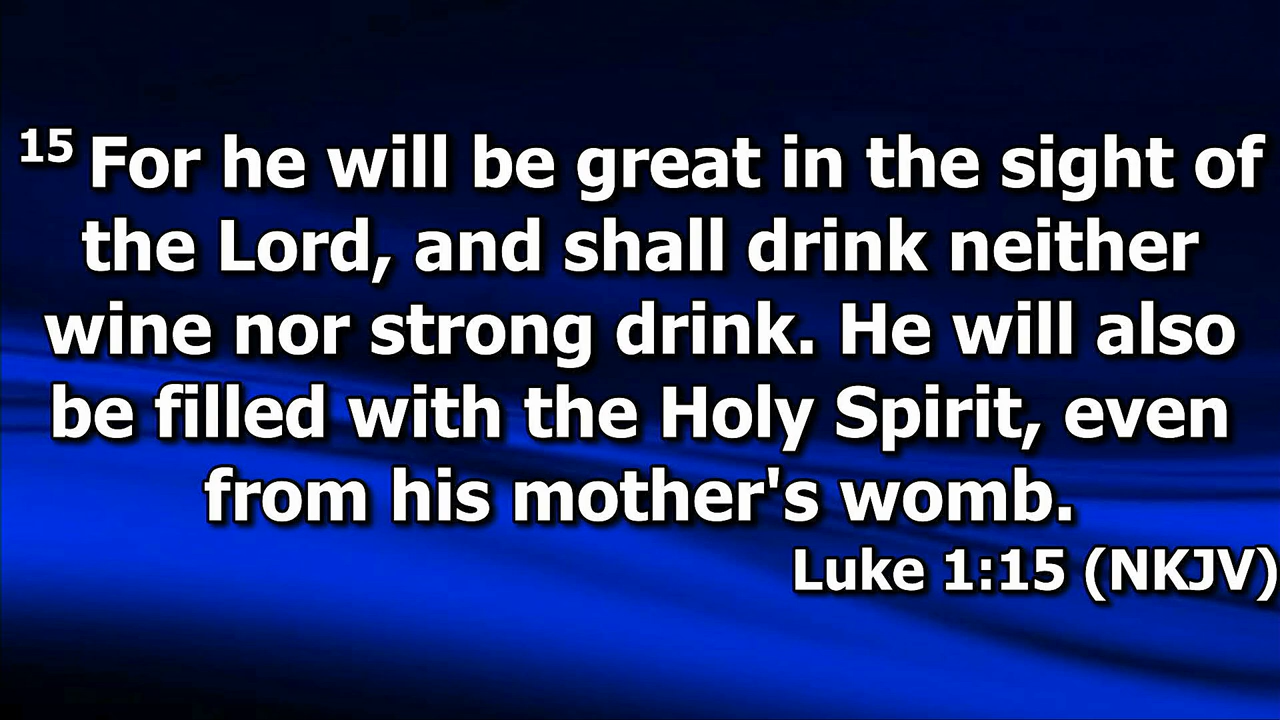 15 For he will be great in the sight of
the Lord, and shall drink neither
wine nor strong drink. He will also
be filled with the Holy Spirit, even
from his mother's womb.
Luke 1:15 (NKJV)